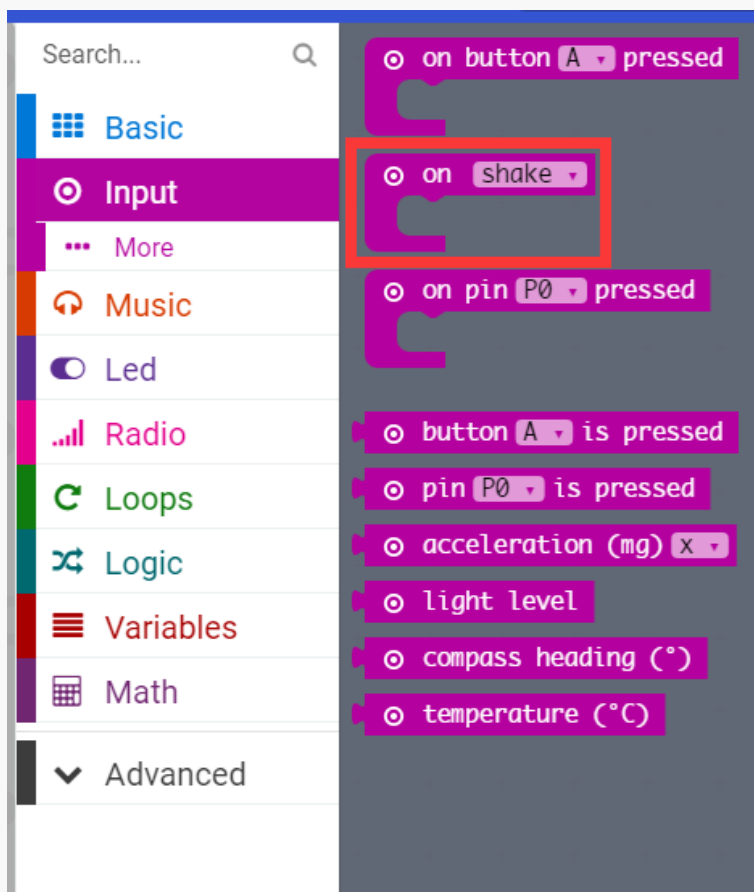 Search...
Basic
Input
More
Music
Led
Radio
Loops
Logic
Variables
Math
Advanced
on button A pressed
on shake
on pin P0 pressed
button A is pressed
pin P0 is pressed
acceleration (mg) x
light level
compass heading (°)
temperature (°C)